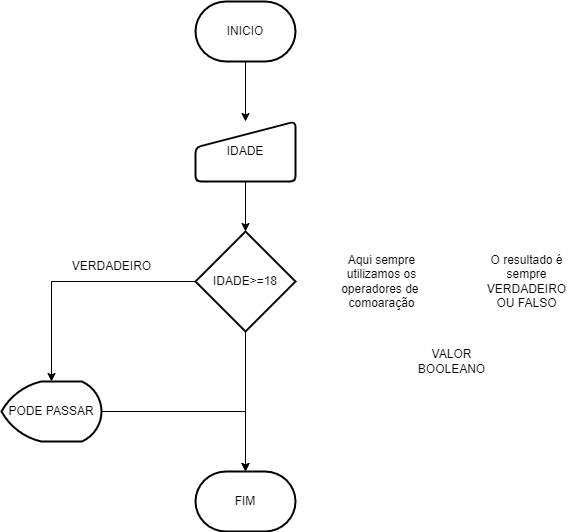 INICIO
IDADE
VERDADEIRO
IDADE>=18
Aqui sempre
utilizamos os
operadores de
comoaração
O resultado é
sempre
VERDADEIRO
OU FALSO
VALOR
BOOLEANO
PODE PASSAR
FIM